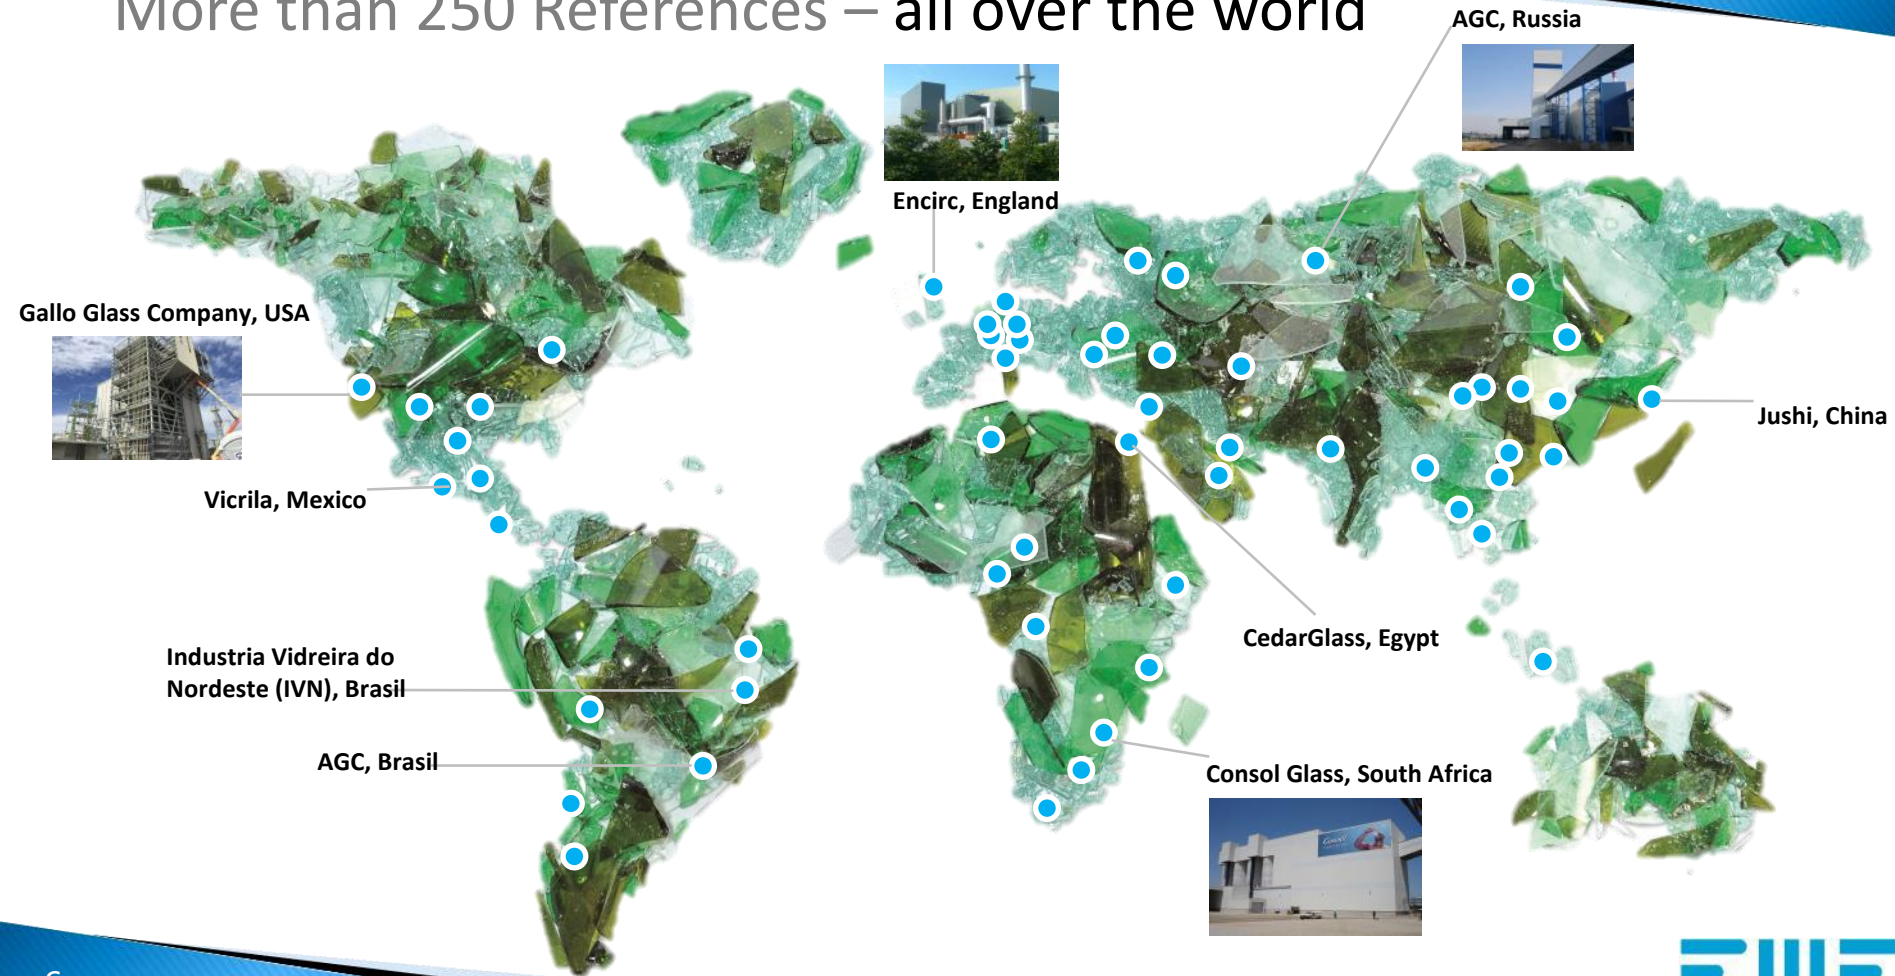 More than 250 References – all over the world
AGC, Russia
Encirc, England
Gallo Glass Company, USA
Jushi, China
Vicrila, Mexico
CedarGlass, Egypt
Industria Vidreira do
Nordeste (IVN), Brasil
AGC, Brasil
Consol Glass, South Africa
Consol